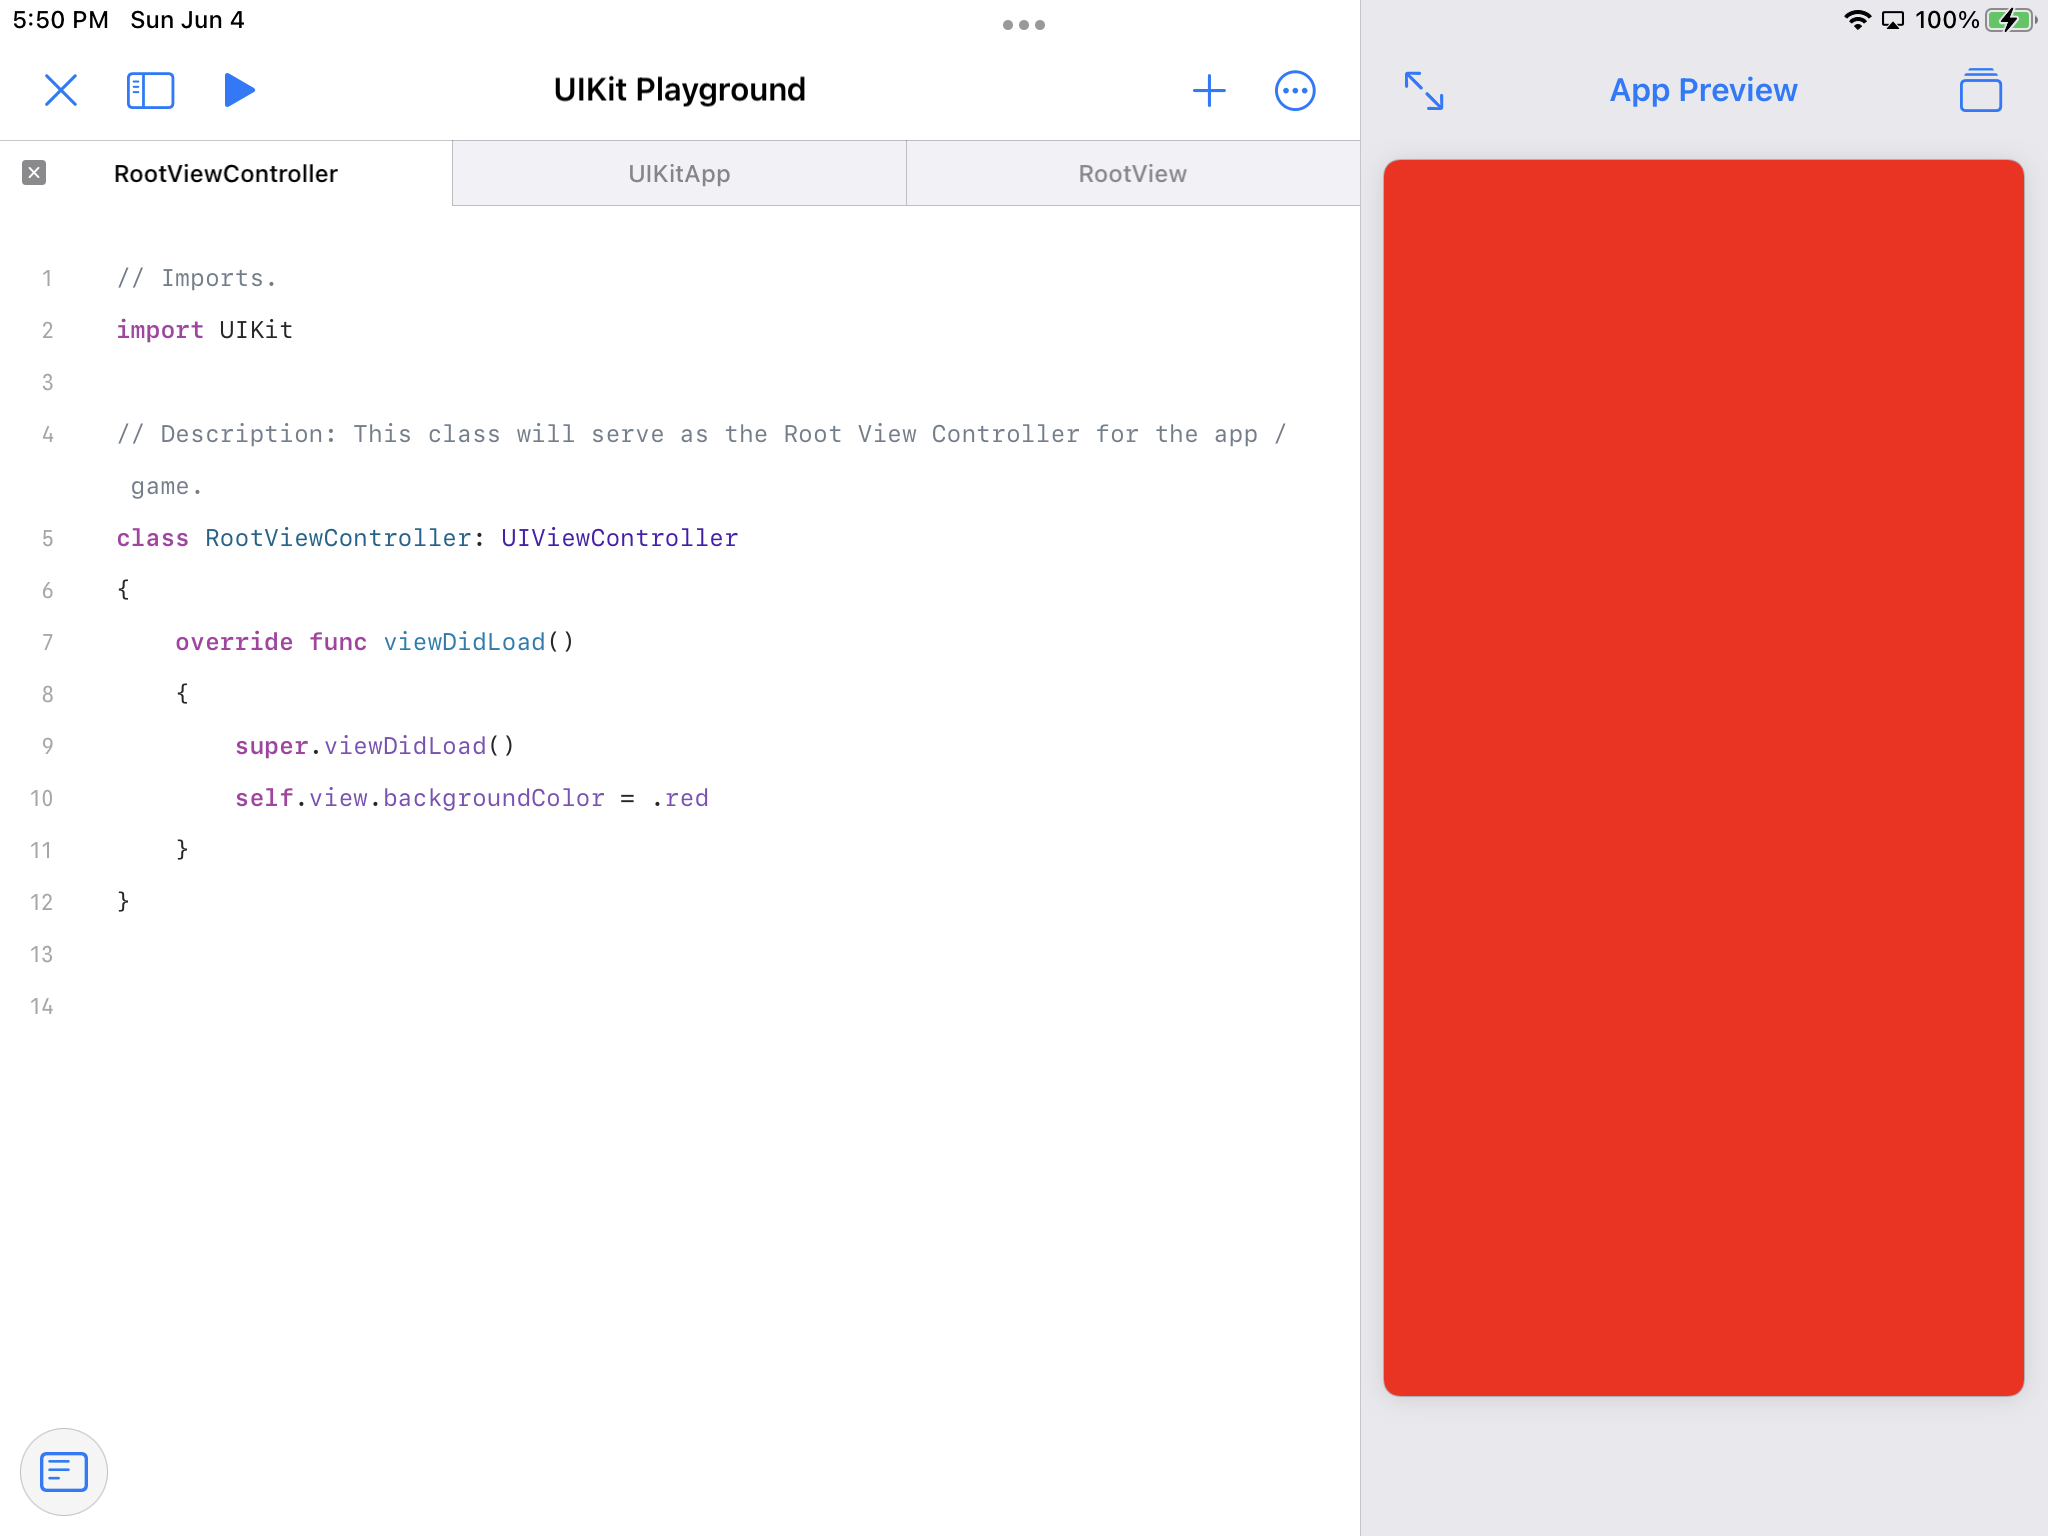 5:50 PM Sun Jun 4
100%
UIKit Playground
App Preview
RootViewController
UIKitApp
RootView
1 // Imports.
2 import UIKit
3
4 // Description: This class will serve as the Root View Controller for the app /
game.
5 class RootViewController: UIViewController
6 {
7 override func viewDidLoad()
8 {
9 super.viewDidLoad()
10 self.view.backgroundColor = .red
11 }
12 }
13
14